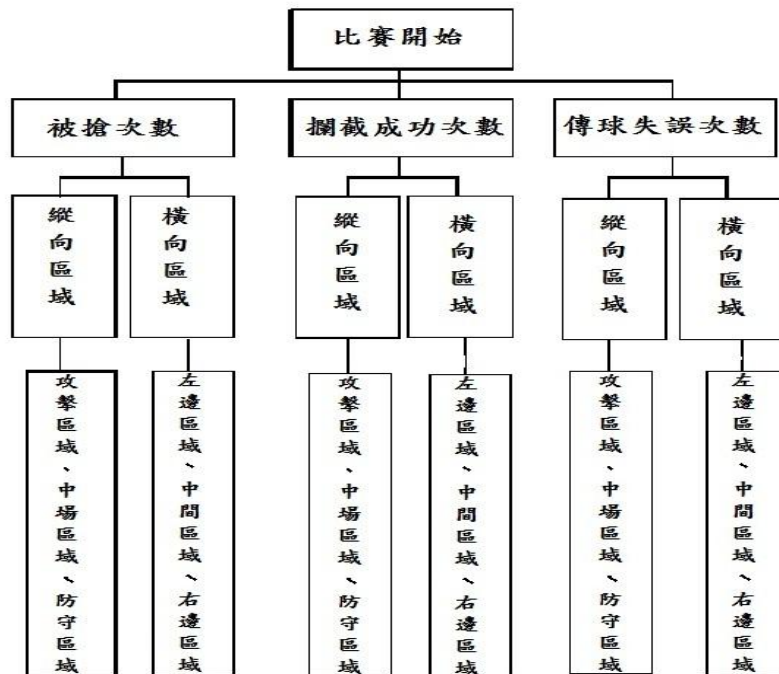 比賽開始
被搶次數
攔截成功次數
傳球失誤次數
縱向區域
橫向區域
縱向區域
橫向區域
縱向區域
橫向區域
攻擊區域、中場區域、防守區域
左邊區域、中間區域、右邊區域
攻擊區域、中場區域、防守區域
左邊區域、中間區域、右邊區域
攻擊區域、中場區域、防守區域
左邊區域、中間區域、右邊區域